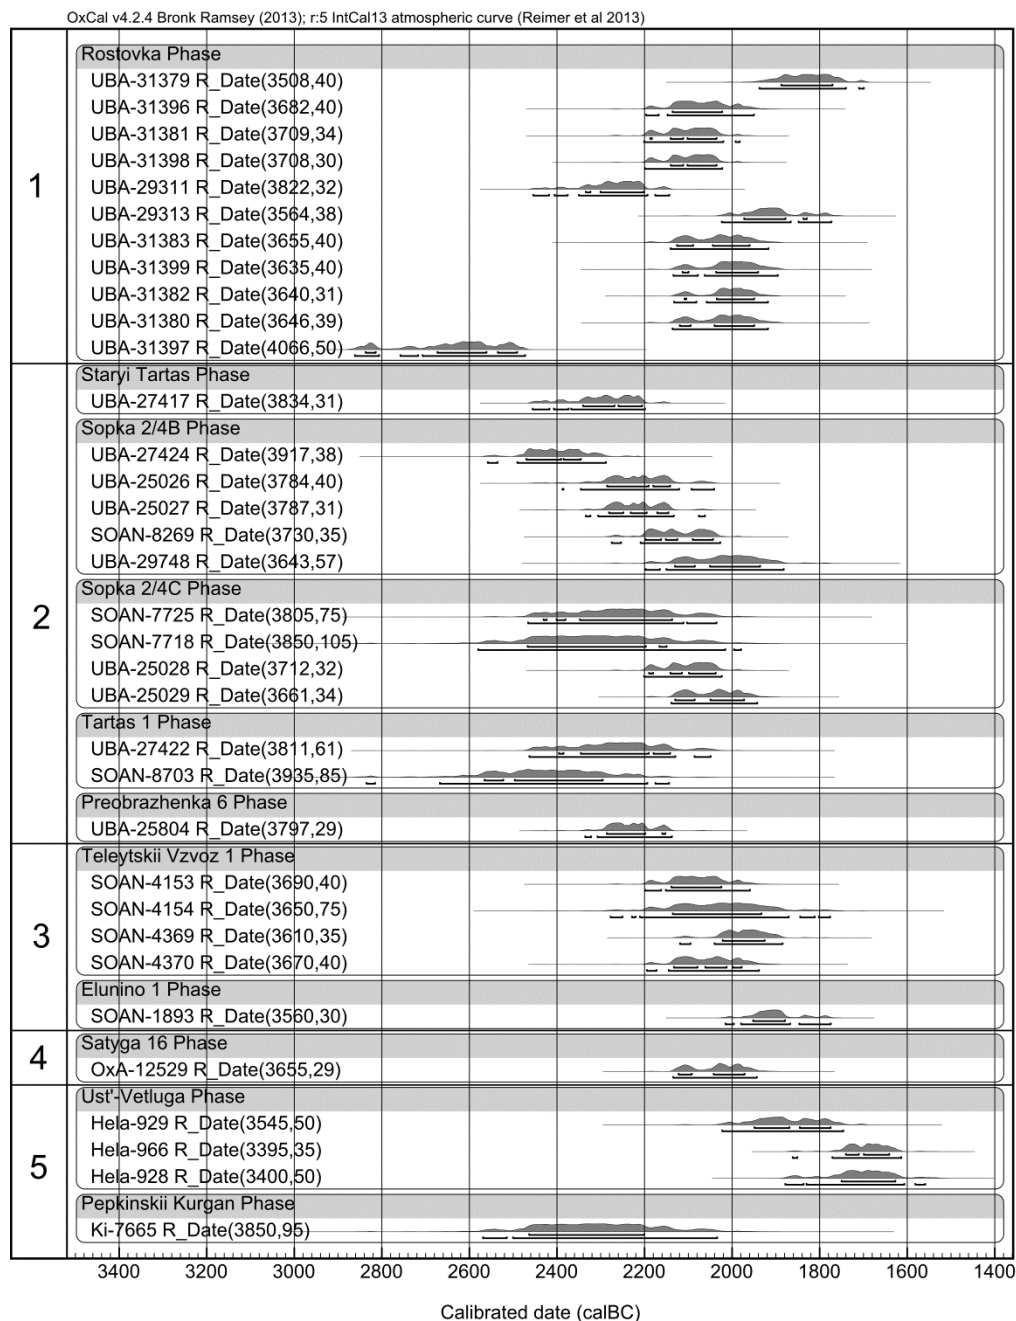 OxCal v4.2.4 Bronk Ramsey (2013); r:5 IntCal13 atmospheric curve (Reimer et al 2013)
1
Rostovka Phase
UBA-31379 R_Date(3508,40)
UBA-31396 R_Date(3682,40)
UBA-31381 R_Date(3709,34)
UBA-31398 R_Date(3708,30)
UBA-29311 R_Date(3822,32)
UBA-29313 R_Date(3564,38)
UBA-31383 R_Date(3655,40)
UBA-31399 R_Date(3635,40)
UBA-31382 R_Date(3640,31)
UBA-31380 R_Date(3646,39)
UBA-31397 R_Date(4066,50)
2
Staryi Tartas Phase
UBA-27417 R_Date(3834,31)
Sopka 2/4B Phase
UBA-27424 R_Date(3917,38)
UBA-25026 R_Date(3784,40)
UBA-25027 R_Date(3787,31)
SOAN-8269 R_Date(3730,35)
UBA-29748 R_Date(3643,57)
Sopka 2/4C Phase
SOAN-7725 R_Date(3805,75)
SOAN-7718 R_Date(3850,105)
UBA-25028 R_Date(3712,32)
UBA-25029 R_Date(3661,34)
Tartas 1 Phase
UBA-27422 R_Date(3811,61)
SOAN-8703 R_Date(3935,85)
Preobrazhenka 6 Phase
UBA-25804 R_Date(3797,29)
3
Teleytskii Vzvoz 1 Phase
SOAN-4153 R_Date(3690,40)
SOAN-4154 R_Date(3650,75)
SOAN-4369 R_Date(3610,35)
SOAN-4370 R_Date(3670,40)
Elunino 1 Phase
SOAN-1893 R_Date(3560,30)
4
Satyga 16 Phase
OxA-12529 R_Date(3655,29)
5
Ust'-Vetluga Phase
Hela-929 R_Date(3545,50)
Hela-966 R_Date(3395,35)
Hela-928 R_Date(3400,50)
Pepkinskii Kurgan Phase
Ki-7665 R_Date(3850,95)
3400 3200 3000 2800 2600 2400 2200 2000 1800 1600 1400
Calibrated date (calBC)